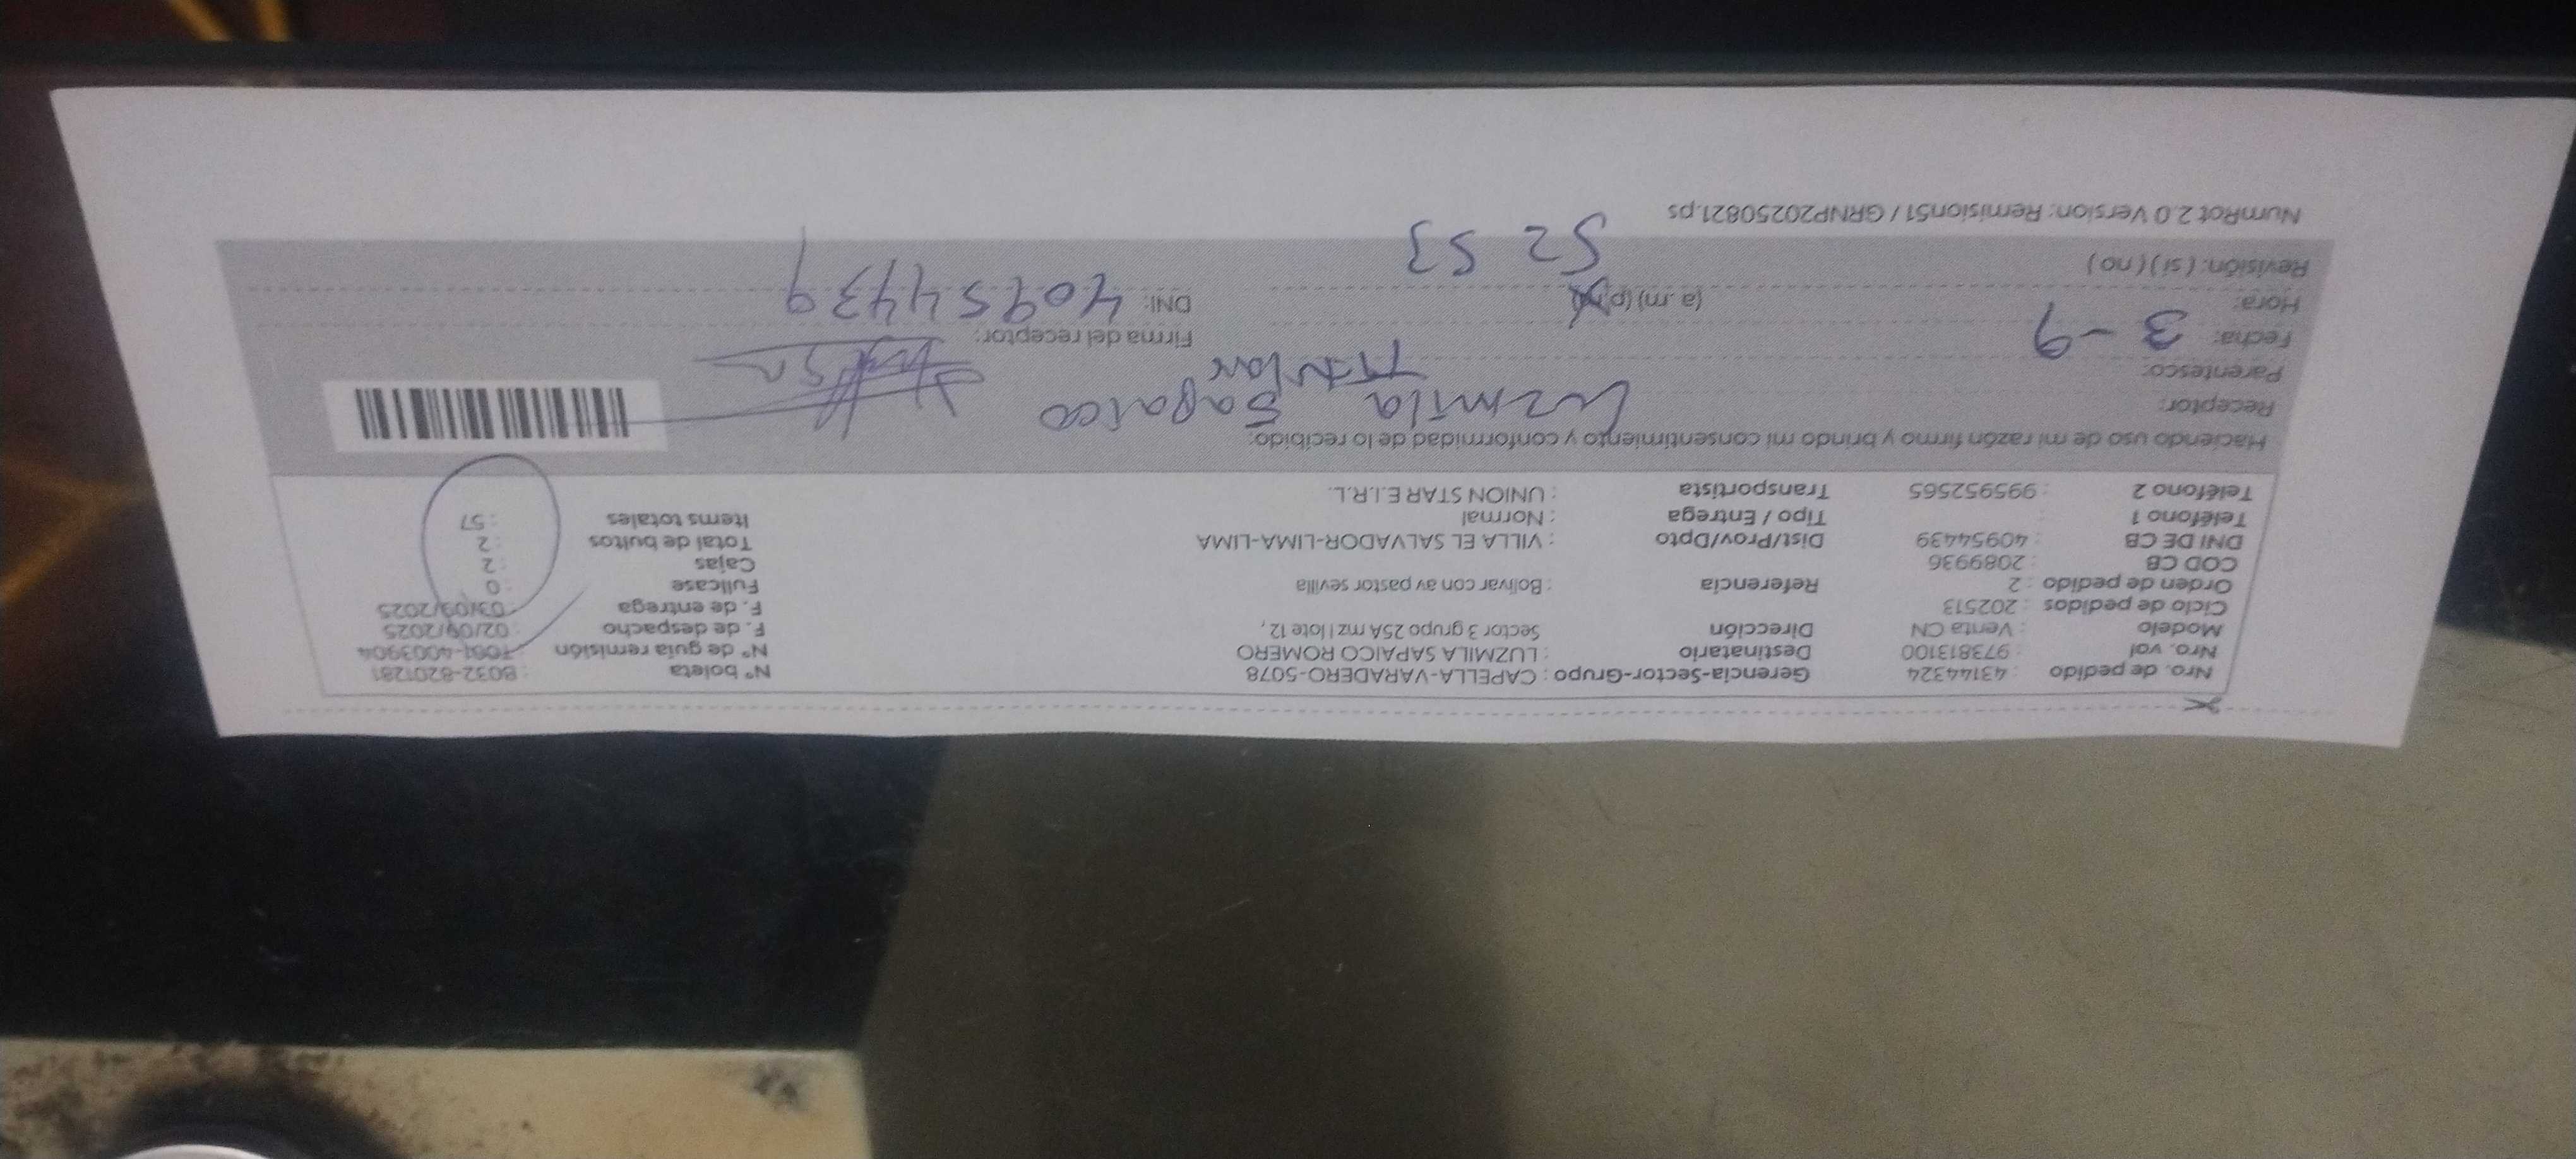 Nro. de pedido : 43144324 Gerencia-Sector-Grupo : CAPELLA-VARADERO-5078 N° boleta : B032-8201281
Nro. vol : 973813100 Destinatario : LUZMILA SAPAICO ROMERO N° de guía remisión : T061-4003904
Modelo : Venta CN Dirección Sector 3 grupo 25A mz l lote 12, F. de despacho : 02/09/2025
Ciclo de pedidos : 202513 F. de entrega : 03/09/2025
Orden de pedido : 2 Referencia : Bolivar con av pastor sevilla Fullcase : 0
COD CB : 2089936 Cajas : 2
DNI DE CB : 40954439 Dist/Prov/Dpto : VILLA EL SALVADOR-LIMA-LIMA Total de bultos : 2
Teléfono 1 : Tipo / Entrega : Normal Items totales : 57
Teléfono 2 : 995952565 Transportista : UNION STAR E.I.R.L.
Haciendo uso de mi razón firmo y brindo mi consentimiento y conformidad de lo recibido:
Receptor: Luzmila Sapaico
Parentesco: Titular
Fecha: 3-9 Firma del receptor:
Hora: (a.m) (p.m) DNI: 40954439
Revisión: ( si ) ( no ) 52 53
NumRot 2.0 Version: Remision51 / GRNP20250821.ps